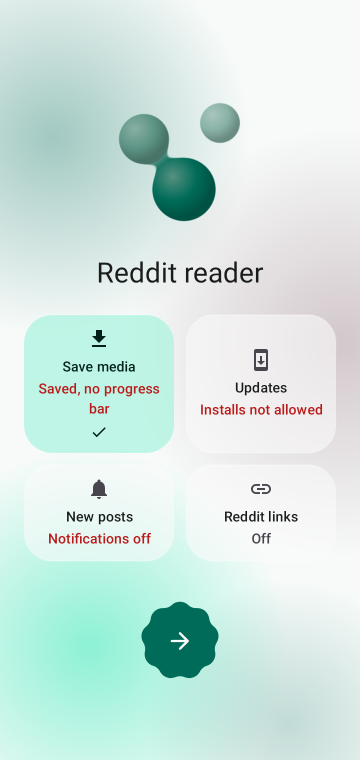 Reddit reader
Save media
Saved, no progress
bar
Updates
Installs not allowed
New posts
Notifications off
Reddit links
Off